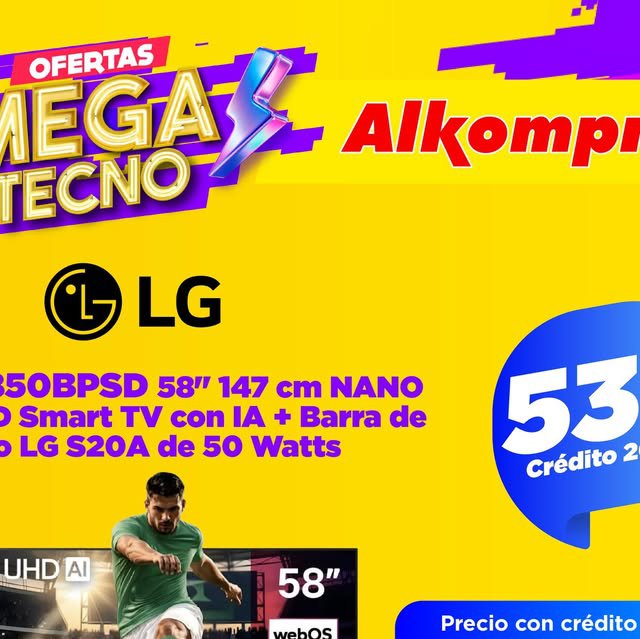 OFERTAS
MEGA
TECNO
Alkompr
LG
350BPSD 58" 147 cm NANO
D Smart TV con IA + Barra de
o LG S20A de 50 Watts
53
Crédito 20
UHD AI
58"
webOS
Precio con crédito